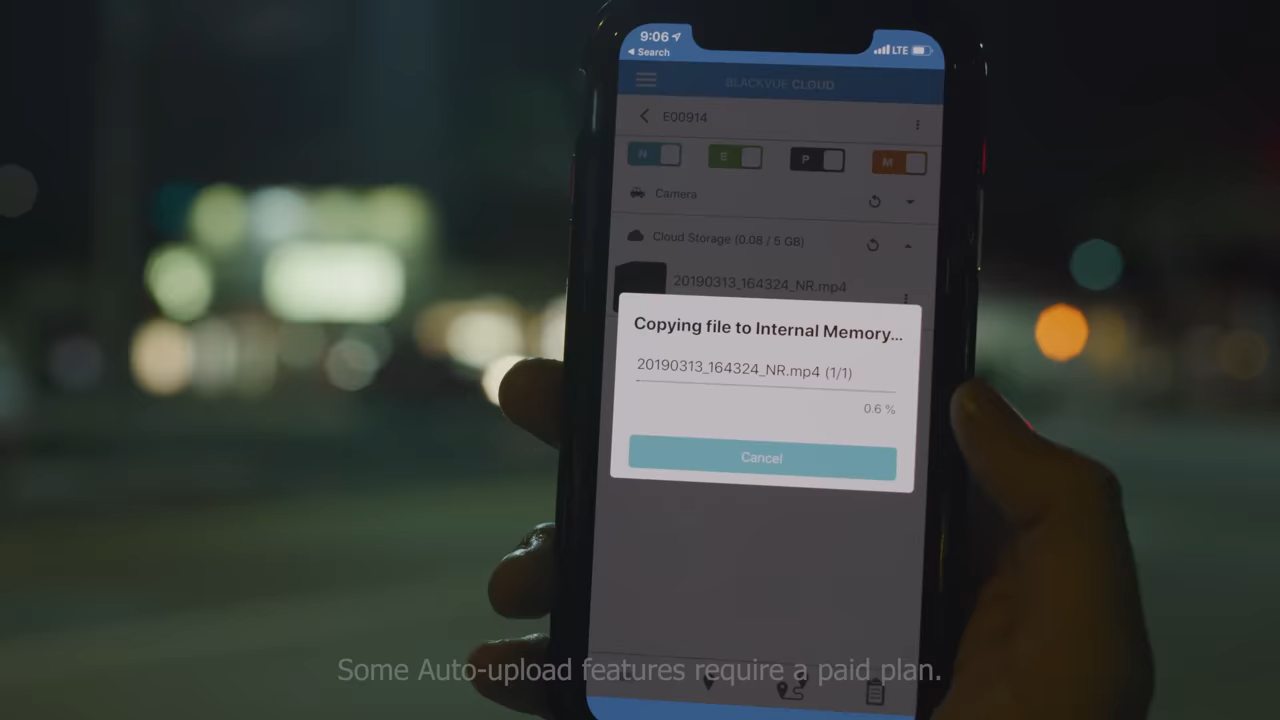 9:06
LTE
Search
BLACKVUE CLOUD
E00914
N E P M
Camera
Cloud Storage (0.08 / 5 GB)
20190313_164324_NR.mp4
Copying file to Internal Memory...
20190313_164324_NR.mp4 (1/1)
0.6 %
Cancel
Some Auto-upload features require a paid plan.